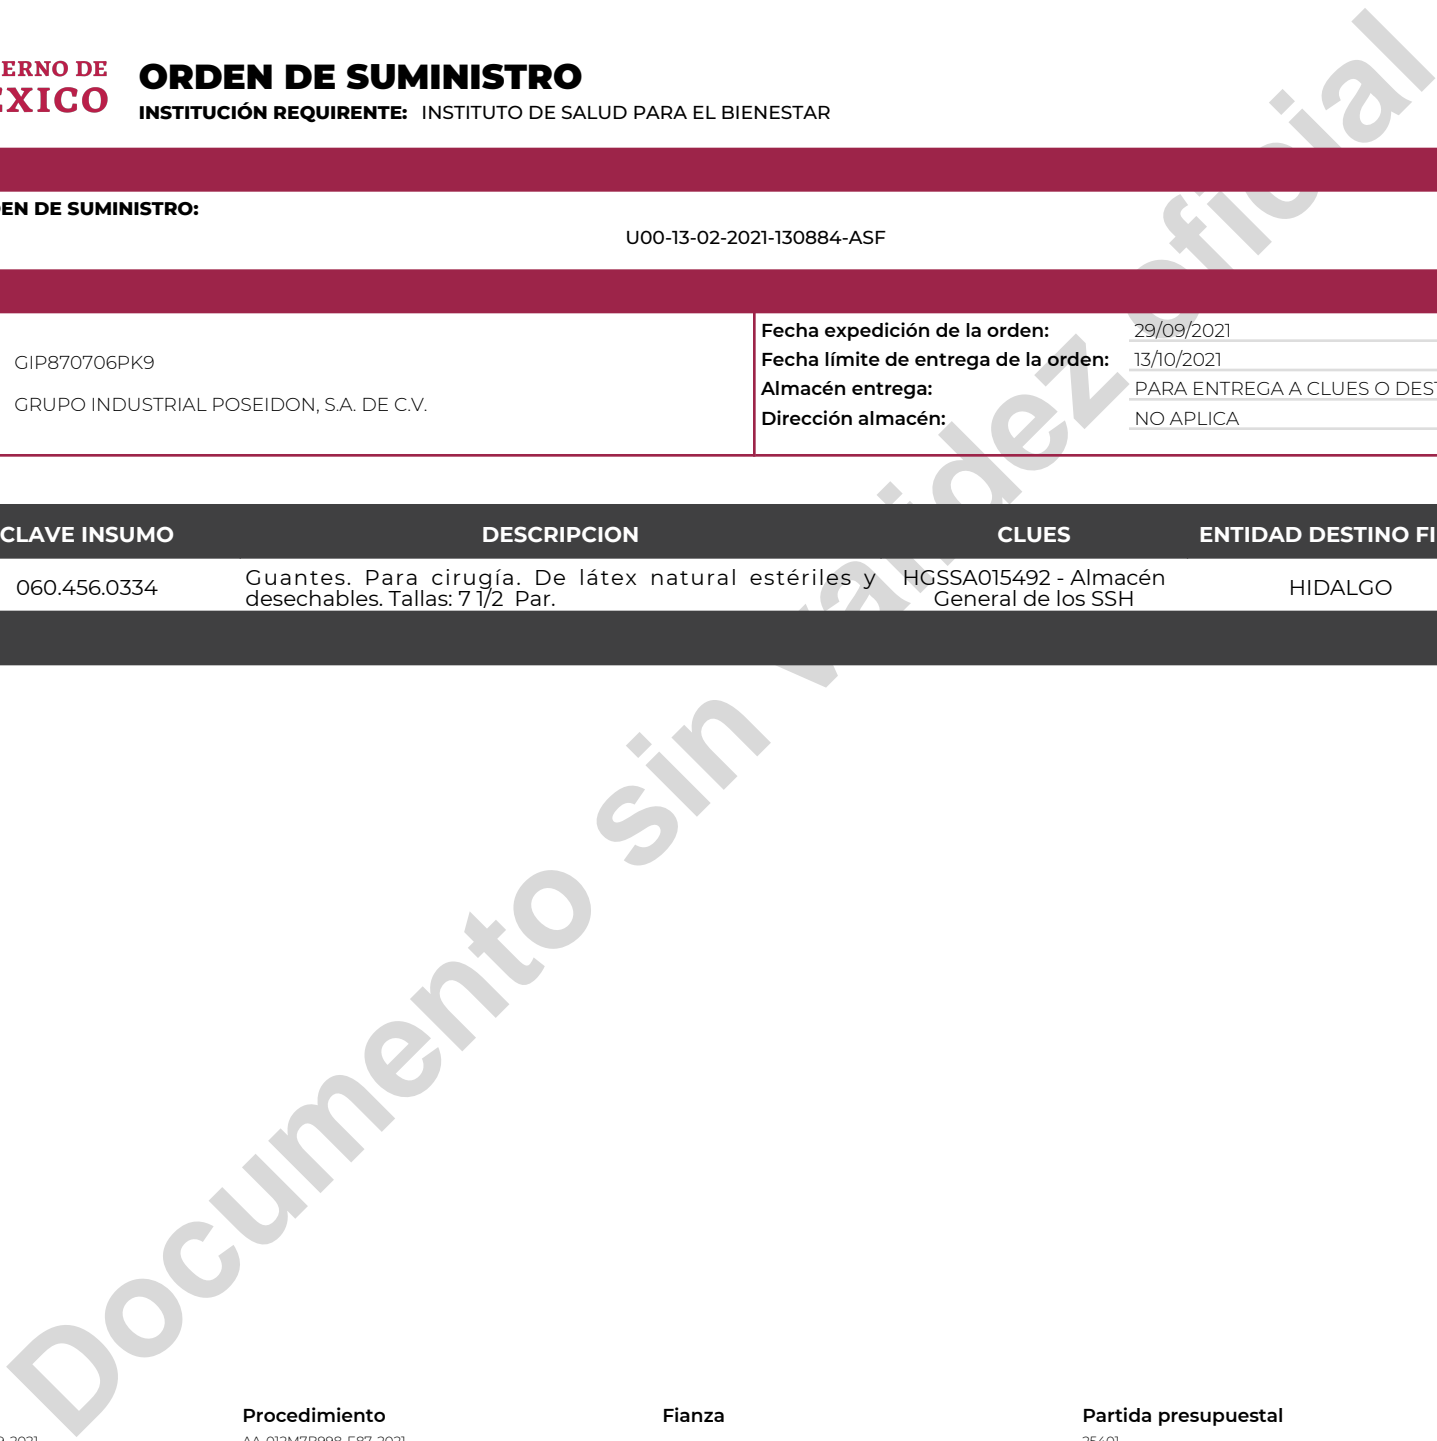 ERNO DE
EXICO
ORDEN DE SUMINISTRO
INSTITUCIÓN REQUIRENTE: INSTITUTO DE SALUD PARA EL BIENESTAR
EN DE SUMINISTRO:
U00-13-02-2021-130884-ASF
GIP870706PK9
GRUPO INDUSTRIAL POSEIDON, S.A. DE C.V.
Fecha expedición de la orden: 29/09/2021
Fecha límite de entrega de la orden: 13/10/2021
Almacén entrega: PARA ENTREGA A CLUES O DEST
Dirección almacén: NO APLICA
CLAVE INSUMO DESCRIPCION CLUES ENTIDAD DESTINO FI
060.456.0334 Guantes. Para cirugía. De látex natural estériles y desechables. Tallas: 7 1/2 Par. HGSSA015492 - Almacén General de los SSH HIDALGO
Documento sin validez oficial
Procedimiento Fianza Partida presupuestal